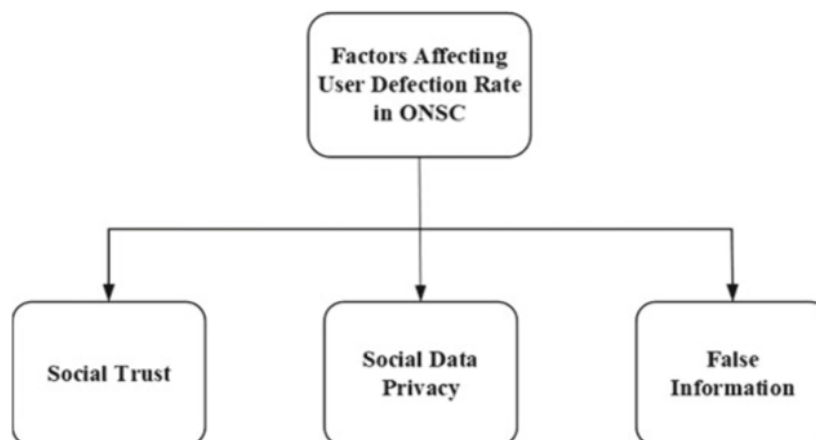 Factors Affecting
User Defection Rate
in ONSC
Social Trust
Social Data
Privacy
False
Information